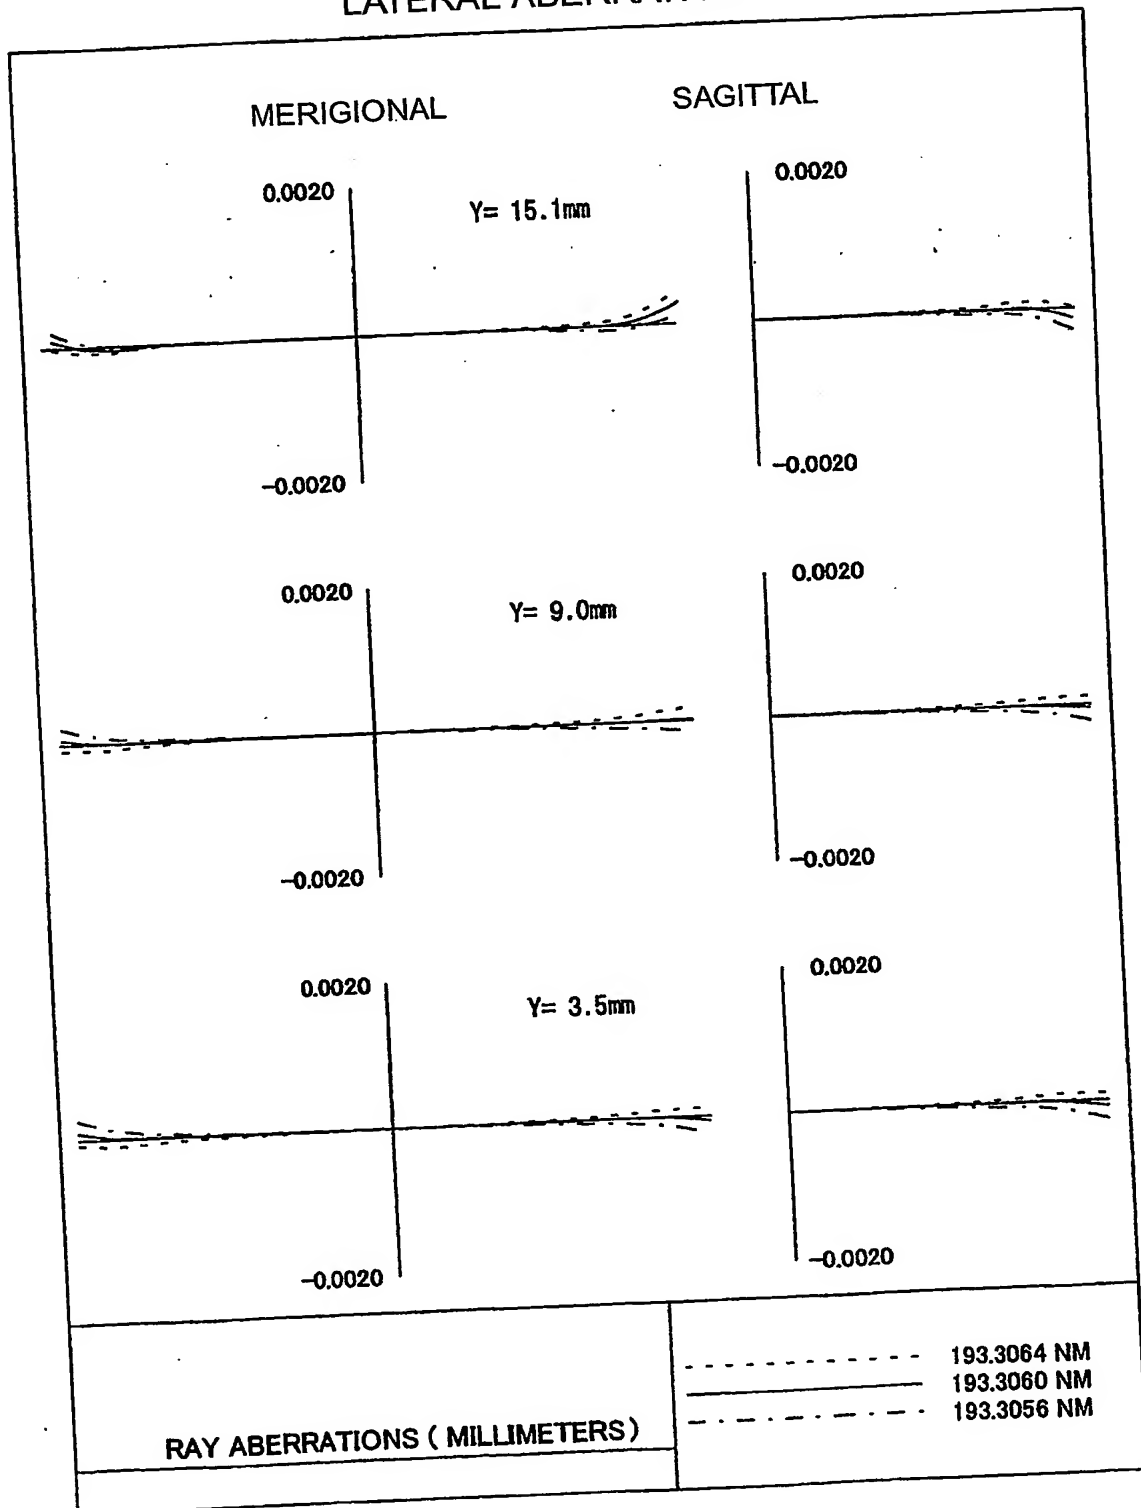 LATERAL
MERIGIONAL SAGITTAL
0.0020 Y= 15.1mm 0.0020
-0.0020 -0.0020
0.0020 Y= 9.0mm 0.0020
-0.0020 -0.0020
0.0020 Y= 3.5mm 0.0020
-0.0020 -0.0020
193.3064 NM
193.3060 NM
193.3056 NM
RAY ABERRATIONS ( MILLIMETERS )